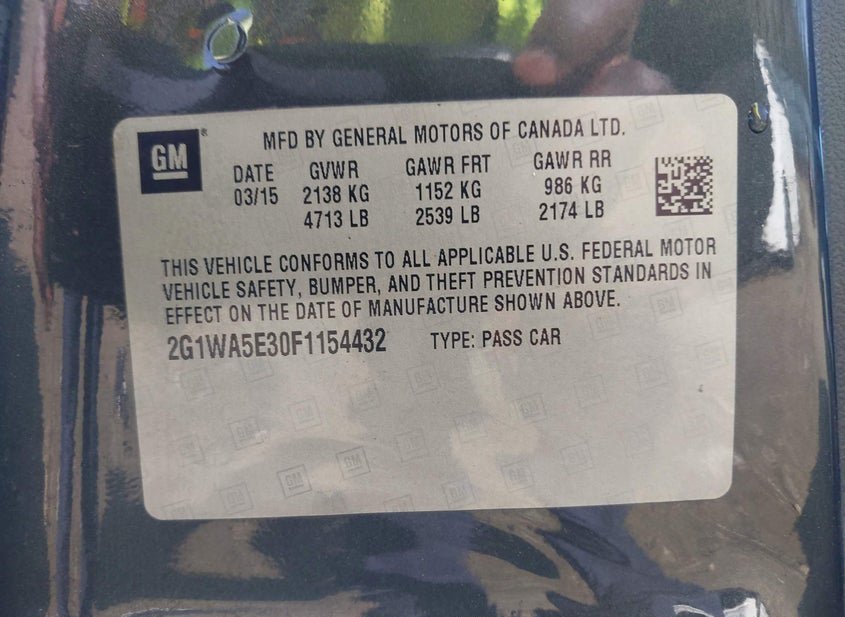 GM ® MFD BY GENERAL MOTORS OF CANADA LTD.
DATE GVWR GAWR FRT GAWR RR
03/15 2138 KG 1152 KG 986 KG
4713 LB 2539 LB 2174 LB
THIS VEHICLE CONFORMS TO ALL APPLICABLE U.S. FEDERAL MOTOR
VEHICLE SAFETY, BUMPER, AND THEFT PREVENTION STANDARDS IN
EFFECT ON THE DATE OF MANUFACTURE SHOWN ABOVE.
2G1WA5E30F1154432 TYPE: PASS CAR